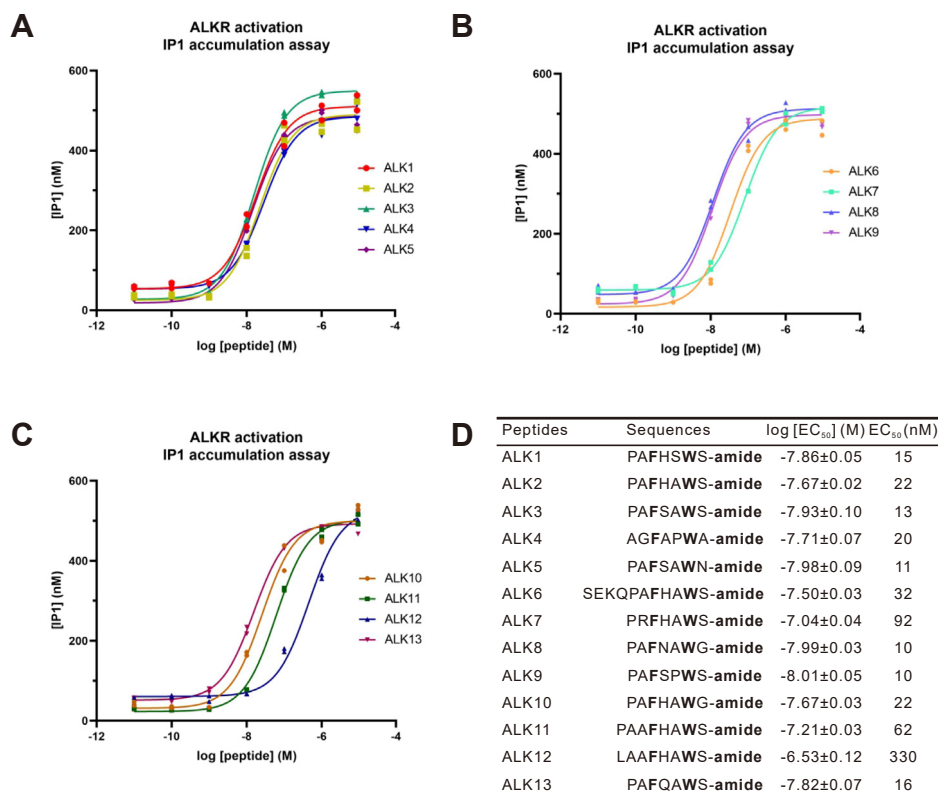 A
ALKR activation
IP1 accumulation assay
600
400
200
0
[IP1] (nM)
-12
-10
-8
-6
-4
log [peptide] (M)
ALK1
ALK2
ALK3
ALK4
ALK5
B
ALKR activation
IP1 accumulation assay
600
400
200
0
[IP1] (nM)
-12
-10
-8
-6
-4
log [peptide] (M)
ALK6
ALK7
ALK8
ALK9
C
ALKR activation
IP1 accumulation assay
600
400
200
0
[IP1] (nM)
-12
-10
-8
-6
-4
log [peptide] (M)
ALK10
ALK11
ALK12
ALK13
D
Peptides Sequences log [EC₅₀] (M) EC₅₀(nM)
ALK1 PAFHSWS-amide -7.86±0.05 15
ALK2 PAFHAWS-amide -7.67±0.02 22
ALK3 PAFSAWS-amide -7.93±0.10 13
ALK4 AGFAPWA-amide -7.71±0.07 20
ALK5 PAFSAWN-amide -7.98±0.09 11
ALK6 SEKQPAFHAWS-amide -7.50±0.03 32
ALK7 PRFHAWS-amide -7.04±0.04 92
ALK8 PAFNAWG-amide -7.99±0.03 10
ALK9 PAFSPWS-amide -8.01±0.05 10
ALK10 PAFHAWG-amide -7.67±0.03 22
ALK11 PAAFHAWS-amide -7.21±0.03 62
ALK12 LAAFHAWS-amide -6.53±0.12 330
ALK13 PAFQAWS-amide -7.82±0.07 16